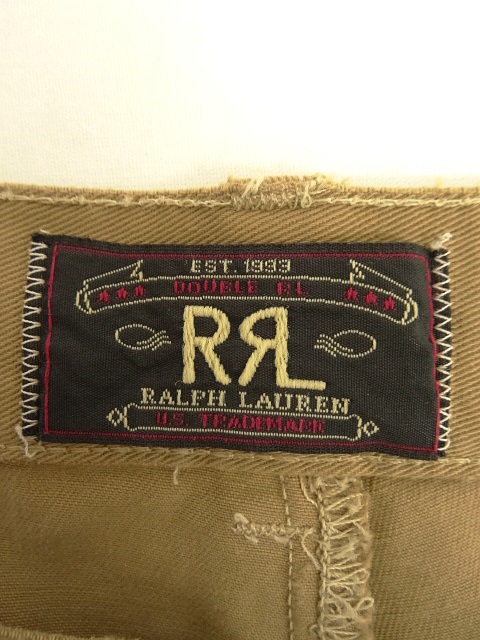 EST. 1993
DOUBLE RL
RRL
RALPH LAUREN
U.S. TRADEMARK